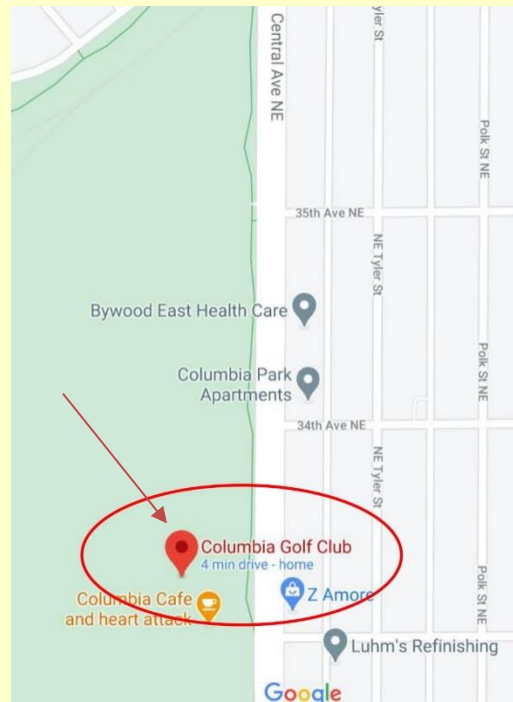 yler St
Central Ave NE
Polk St NE
35th Ave NE
NE Tyler St
Bywood East Health Care
Columbia Park
Apartments
Polk St NE
34th Ave NE
NE Tyler St
Columbia Golf Club
4 min drive - home
Z Amore
Columbia Cafe
and heart attack
Polk St NE
Luhm's Refinishing
Google